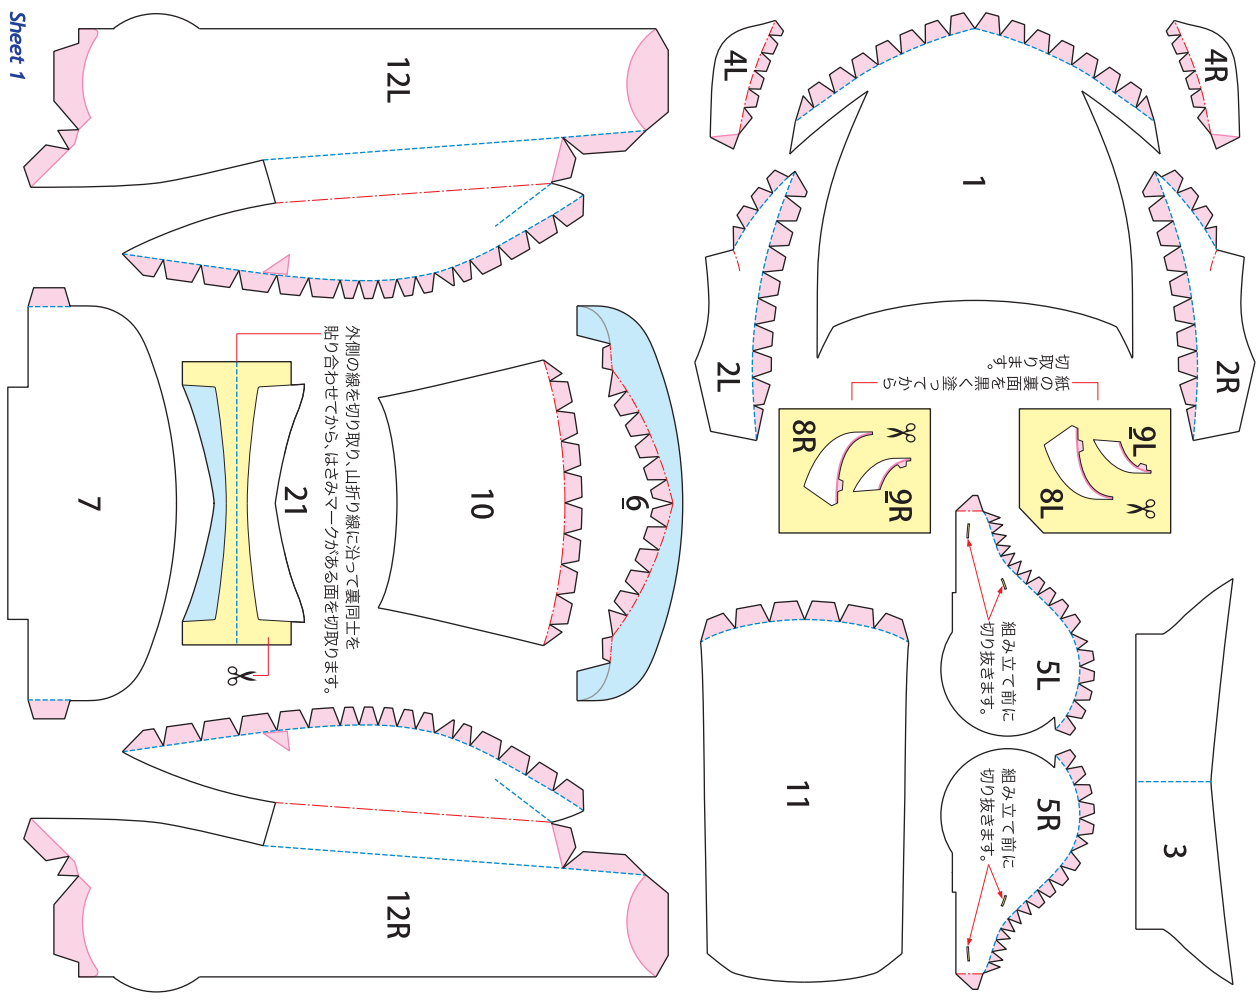 Sheet 1
4R
4L
1
2R
2L
12L
紙の裏の面を黒く塗ってから
切取ります。
9L
8L
8R
9R
外側の線を切り取り、山折り線に沿って裏同士を
貼り合わせてから、はさみマークがある面を切取ります。
6
10
21
7
組み立て前に
切り抜きます。
5L
3
11
組み立て前に
切り抜きます。
5R
12R